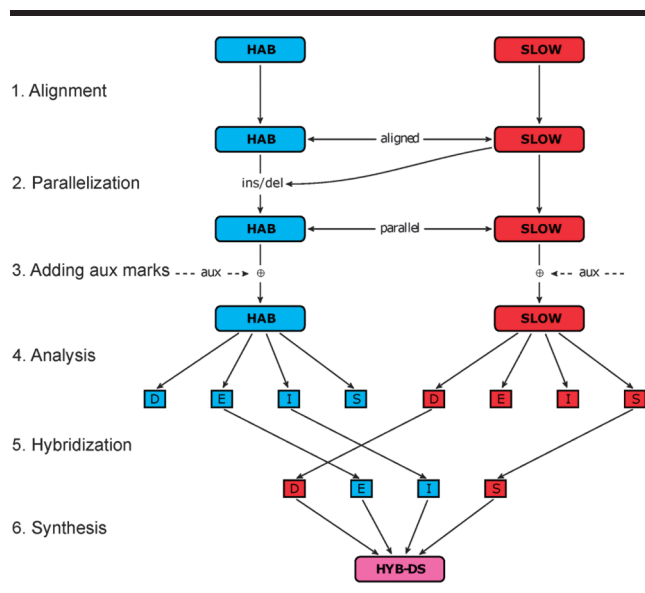 HAB SLOW
1. Alignment
HAB aligned SLOW
2. Parallelization ins/del
HAB parallel SLOW
3. Adding aux marks aux ⊕ ⊕ aux
HAB SLOW
4. Analysis
D E I S D E I S
5. Hybridization
D E I S
6. Synthesis
HYB-DS